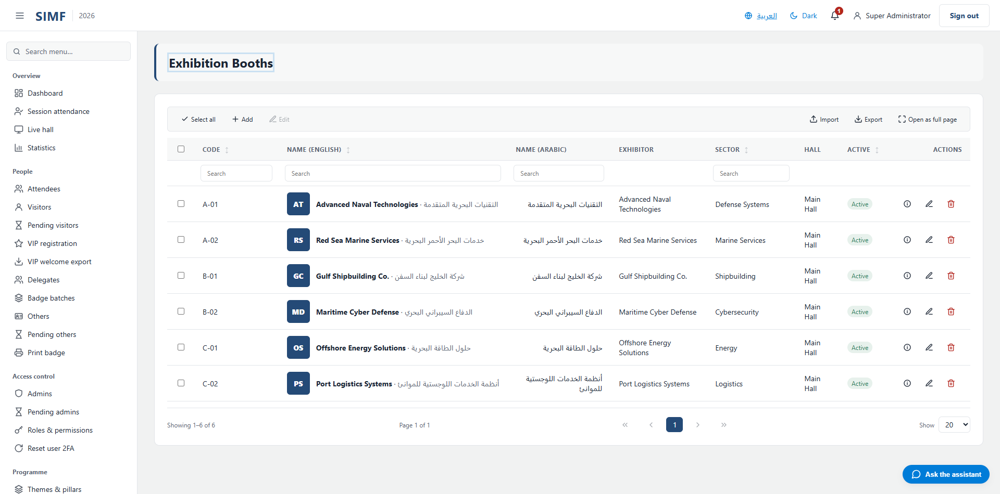 SIMF 2026
العربية Dark 1 Super Administrator Sign out
Search menu...
Overview
Dashboard
Session attendance
Live hall
Statistics
People
Attendees
Visitors
Pending visitors
VIP registration
VIP welcome export
Delegates
Badge batches
Others
Pending others
Print badge
Access control
Admins
Pending admins
Roles & permissions
Reset user 2FA
Programme
Themes & pillars
Exhibition Booths
Select all Add Edit Import Export Open as full page
CODE NAME (ENGLISH) NAME (ARABIC) EXHIBITOR SECTOR HALL ACTIVE ACTIONS
Search Search Search Search
A-01 AT Advanced Naval Technologies · التقنيات البحرية المتقدمة التقنيات البحرية المتقدمة Advanced Naval Technologies Defense Systems Main Hall Active
A-02 RS Red Sea Marine Services · خدمات البحر الأحمر البحرية خدمات البحر الأحمر البحرية Red Sea Marine Services Marine Services Main Hall Active
B-01 GC Gulf Shipbuilding Co. · شركة الخليج لبناء السفن شركة الخليج لبناء السفن Gulf Shipbuilding Co. Shipbuilding Main Hall Active
B-02 MD Maritime Cyber Defense · الدفاع السيبراني البحري الدفاع السيبراني البحري Maritime Cyber Defense Cybersecurity Main Hall Active
C-01 OS Offshore Energy Solutions · حلول الطاقة البحرية حلول الطاقة البحرية Offshore Energy Solutions Energy Main Hall Active
C-02 PS Port Logistics Systems · أنظمة الخدمات اللوجستية للموانئ أنظمة الخدمات اللوجستية للموانئ Port Logistics Systems Logistics Main Hall Active
Showing 1–6 of 6 Page 1 of 1 « ‹ 1 › » Show 20
Ask the assistant